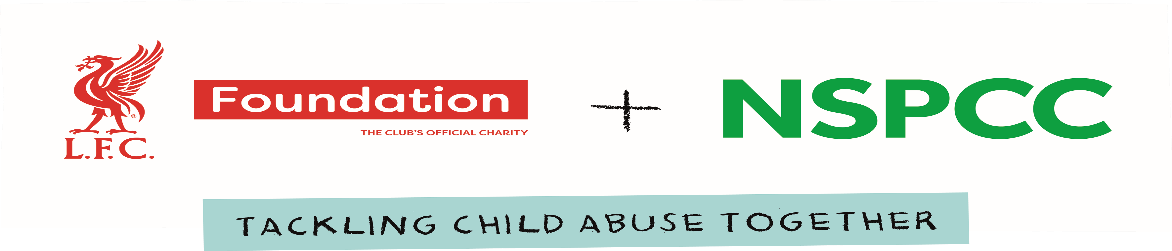 L.F.C.
Foundation
THE CLUB'S OFFICIAL CHARITY
+
NSPCC
TACKLING CHILD ABUSE TOGETHER